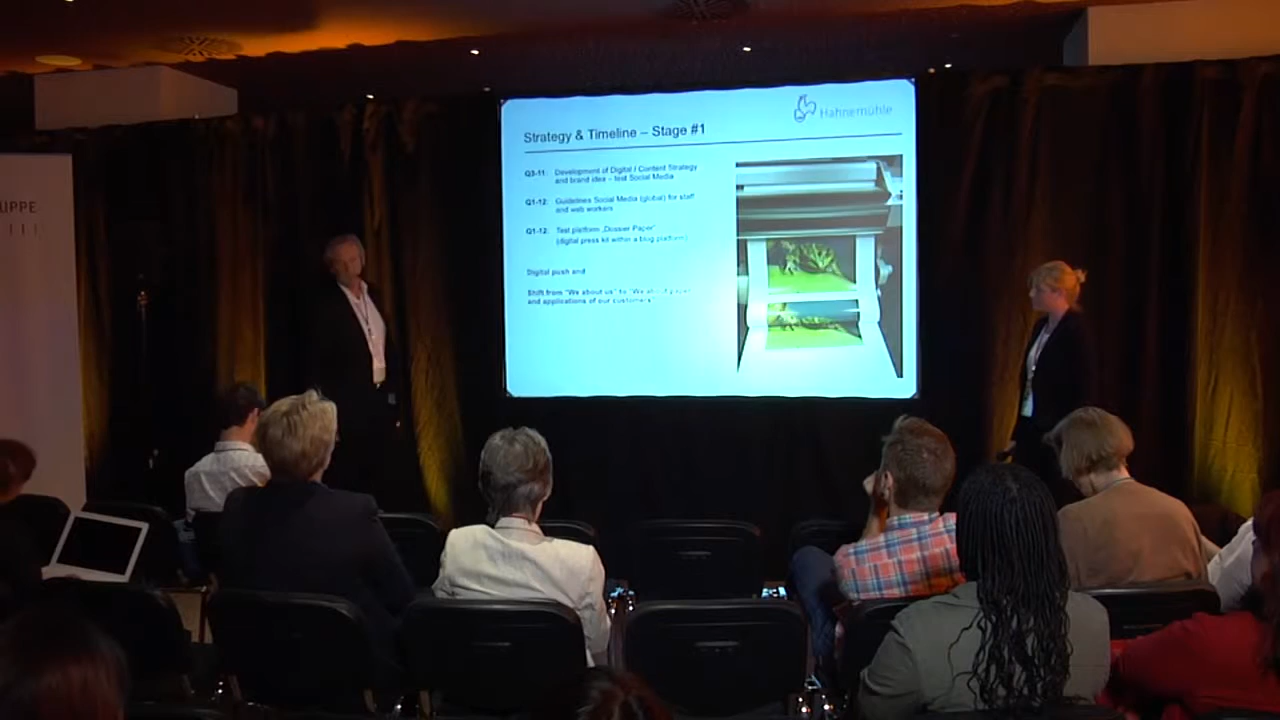 UPPE
Hahnemühle
Strategy & Timeline – Stage #1
Q3-11: Development of Digital / Content Strategy
and brand idea – test Social Media
Q1-12: Guidelines Social Media (global) for staff
and web workers
Q1-12: Test platform „Dossier Paper“
(digital press kit within a blog platform)
Digital push and
Shift from "We about us" to "We about
and applications of our customers"